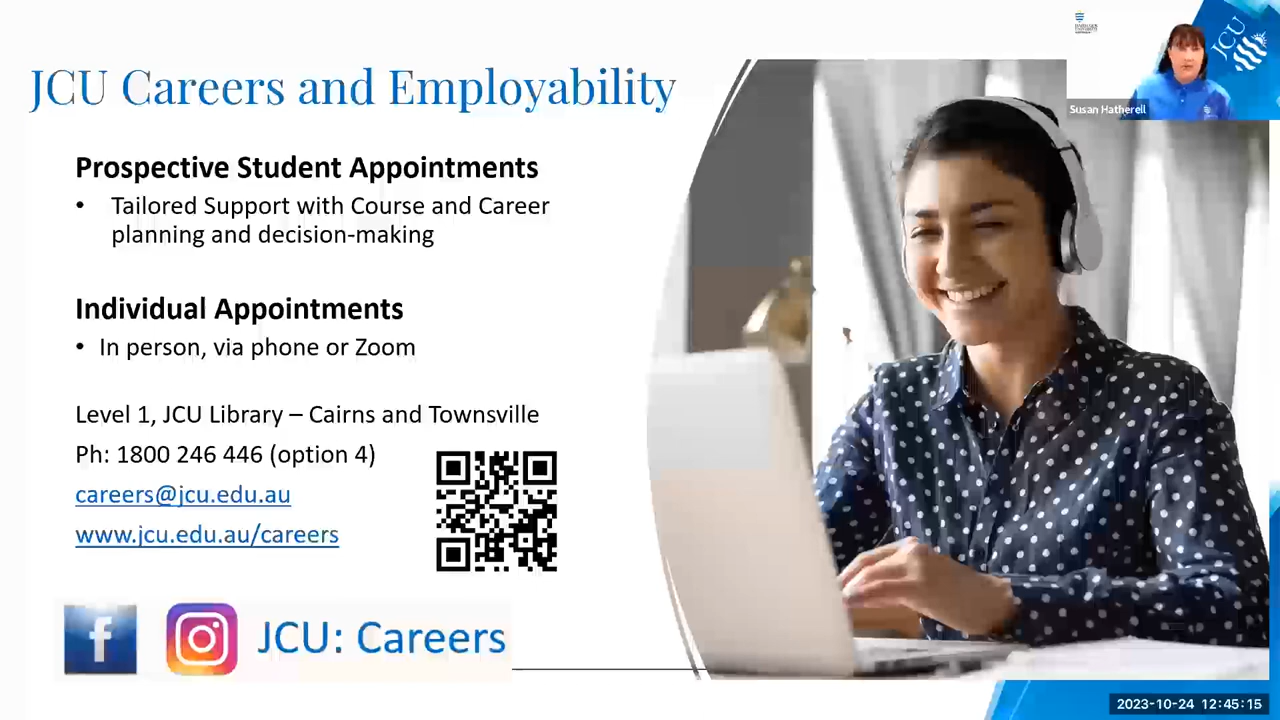 JCU Careers and Employability
Prospective Student Appointments
• Tailored Support with Course and Career
planning and decision-making
Individual Appointments
• In person, via phone or Zoom
Level 1, JCU Library – Cairns and Townsville
Ph: 1800 246 446 (option 4)
careers@jcu.edu.au
www.jcu.edu.au/careers
JCU: Careers
Susan Hatherell
JCU
2023-10-24 12:45:15